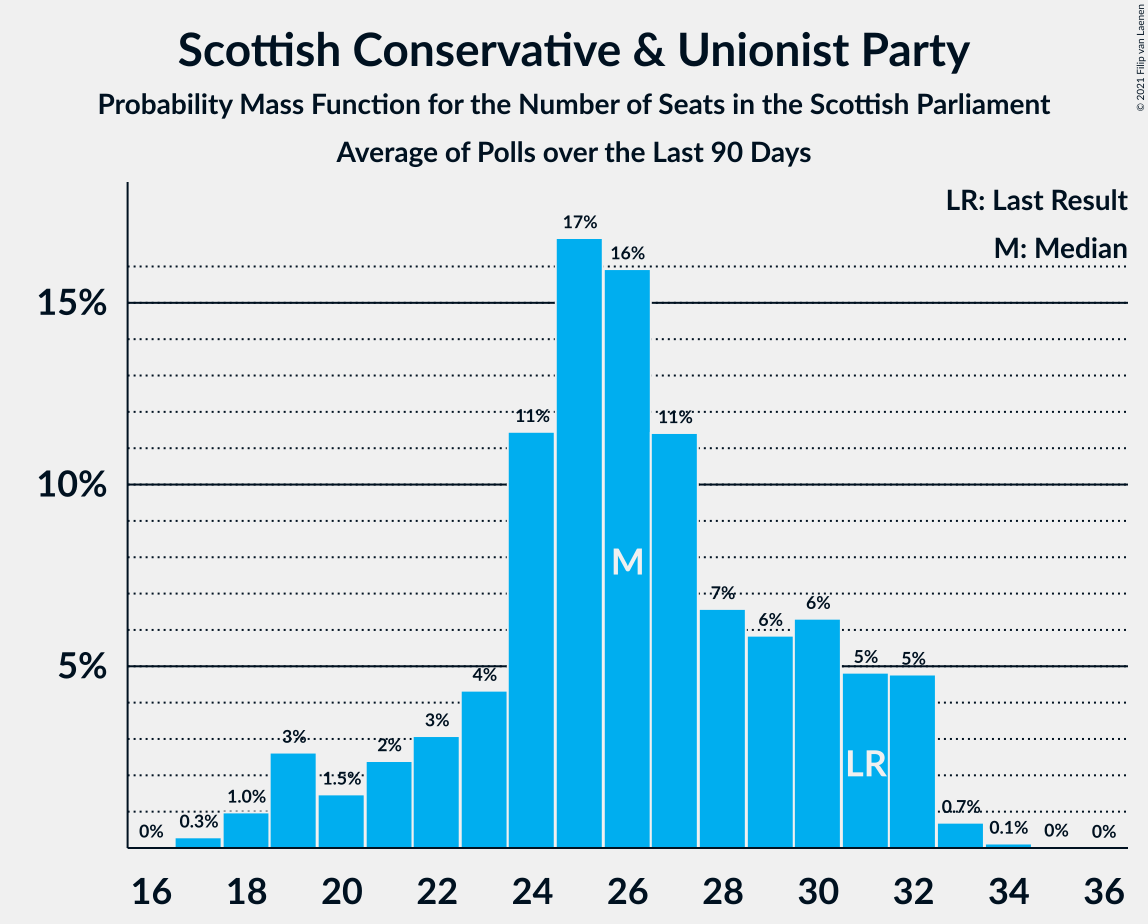 Scottish Conservative & Unionist Party
Probability Mass Function for the Number of Seats in the Scottish Parliament
Average of Polls over the Last 90 Days
© 2021 Filip van Laenen
LR: Last Result
M: Median
15%
10%
5%
0%
0.3%
1.0%
3%
1.5%
2%
3%
4%
11%
17%
16%
11%
7%
6%
6%
5%
5%
0.7%
0.1%
0%
0%
M
LR
16 18 20 22 24 26 28 30 32 34 36